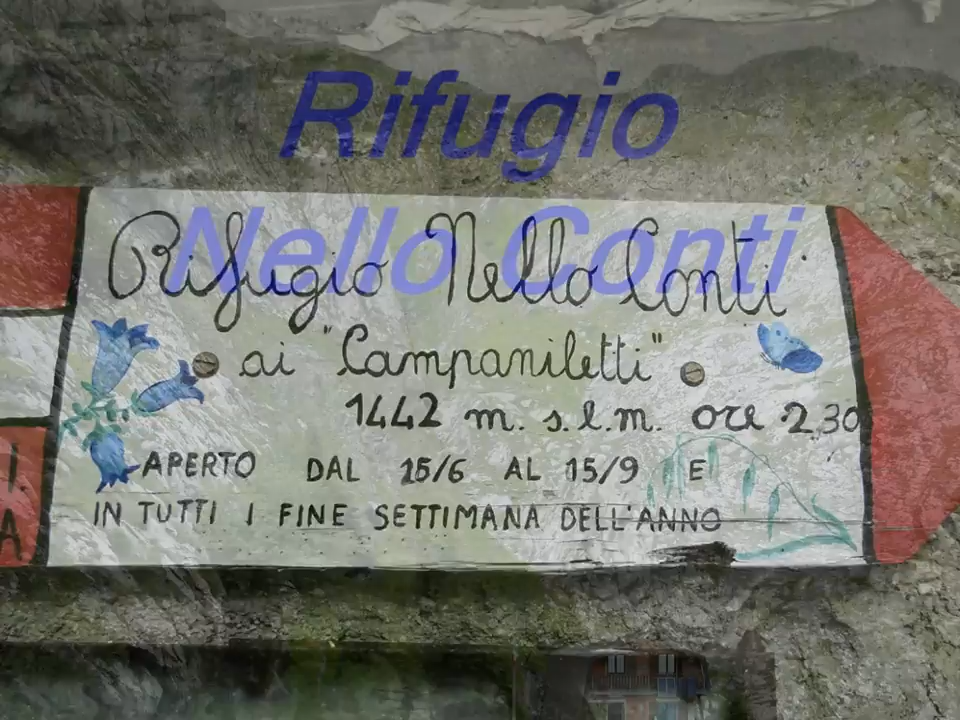 Rifugio
Nello Conti
Rifugio Nello Conti
ai "Campaniletti"
1442 m. s.l.m. ore 2.30
APERTO DAL 15/6 AL 15/9 E
IN TUTTI I FINE SETTIMANA DELL'ANNO
I
A